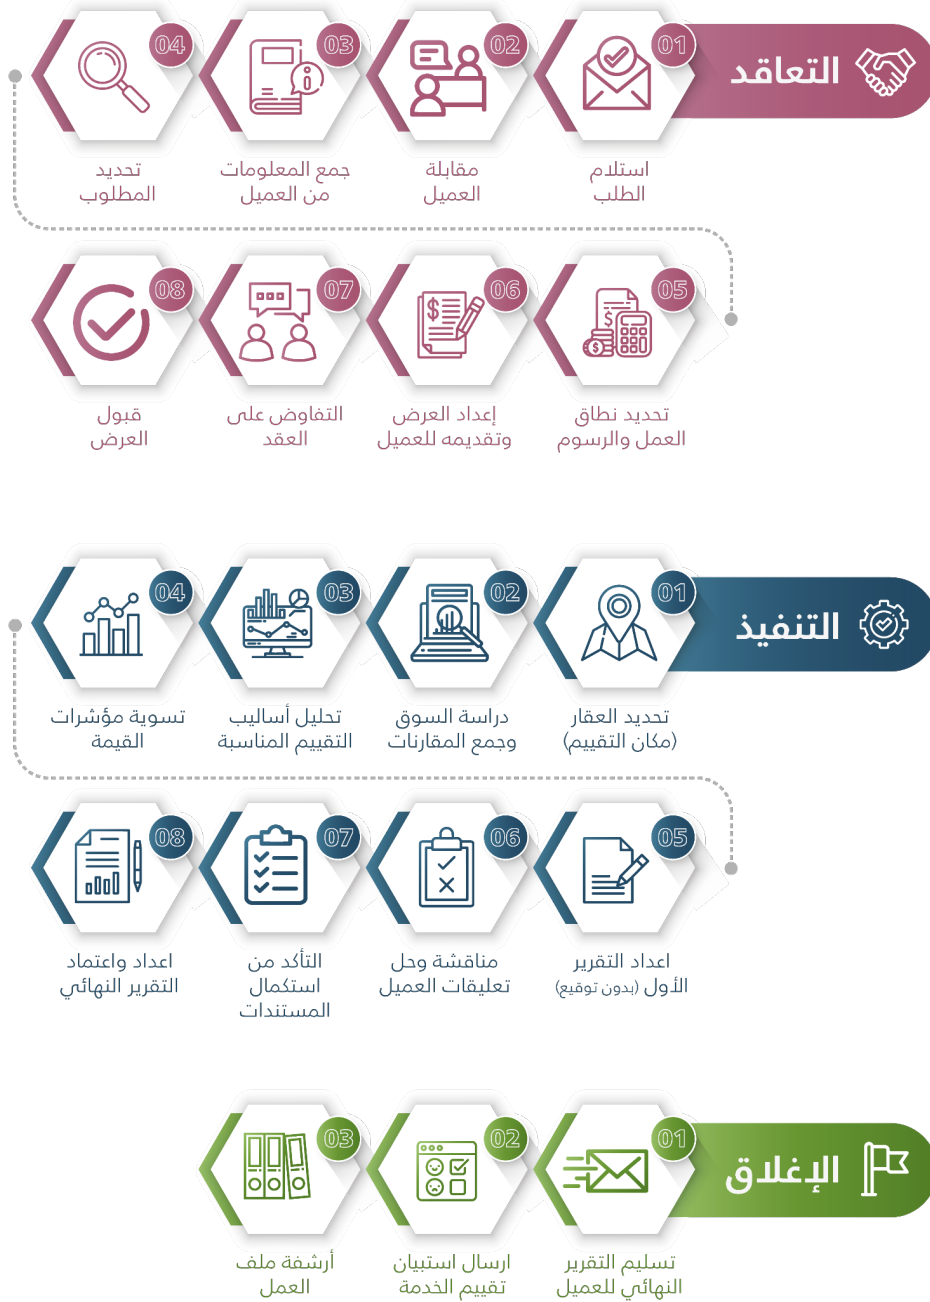 التعاقد
01
استلام
الطلب
02
مقابلة
العميل
03
جمع المعلومات
من العميل
04
تحديد
المطلوب
05
تحديد نطاق
العمل والرسوم
06
إعداد العرض
وتقديمه للعميل
07
التفاوض على
العقد
08
قبول
العرض
التنفيذ
01
تحديد العقار
(مكان التقييم)
02
دراسة السوق
وجمع المقارنات
03
تحليل أساليب
التقييم المناسبة
04
تسوية مؤشرات
القيمة
05
اعداد التقرير
الأول (بدون توقيع)
06
مناقشة وحل
تعليقات العميل
07
التأكد من
استكمال
المستندات
08
اعداد واعتماد
التقرير النهائي
الإغلاق
01
تسليم التقرير
النهائي للعميل
02
ارسال استبيان
تقييم الخدمة
03
أرشفة ملف
العمل